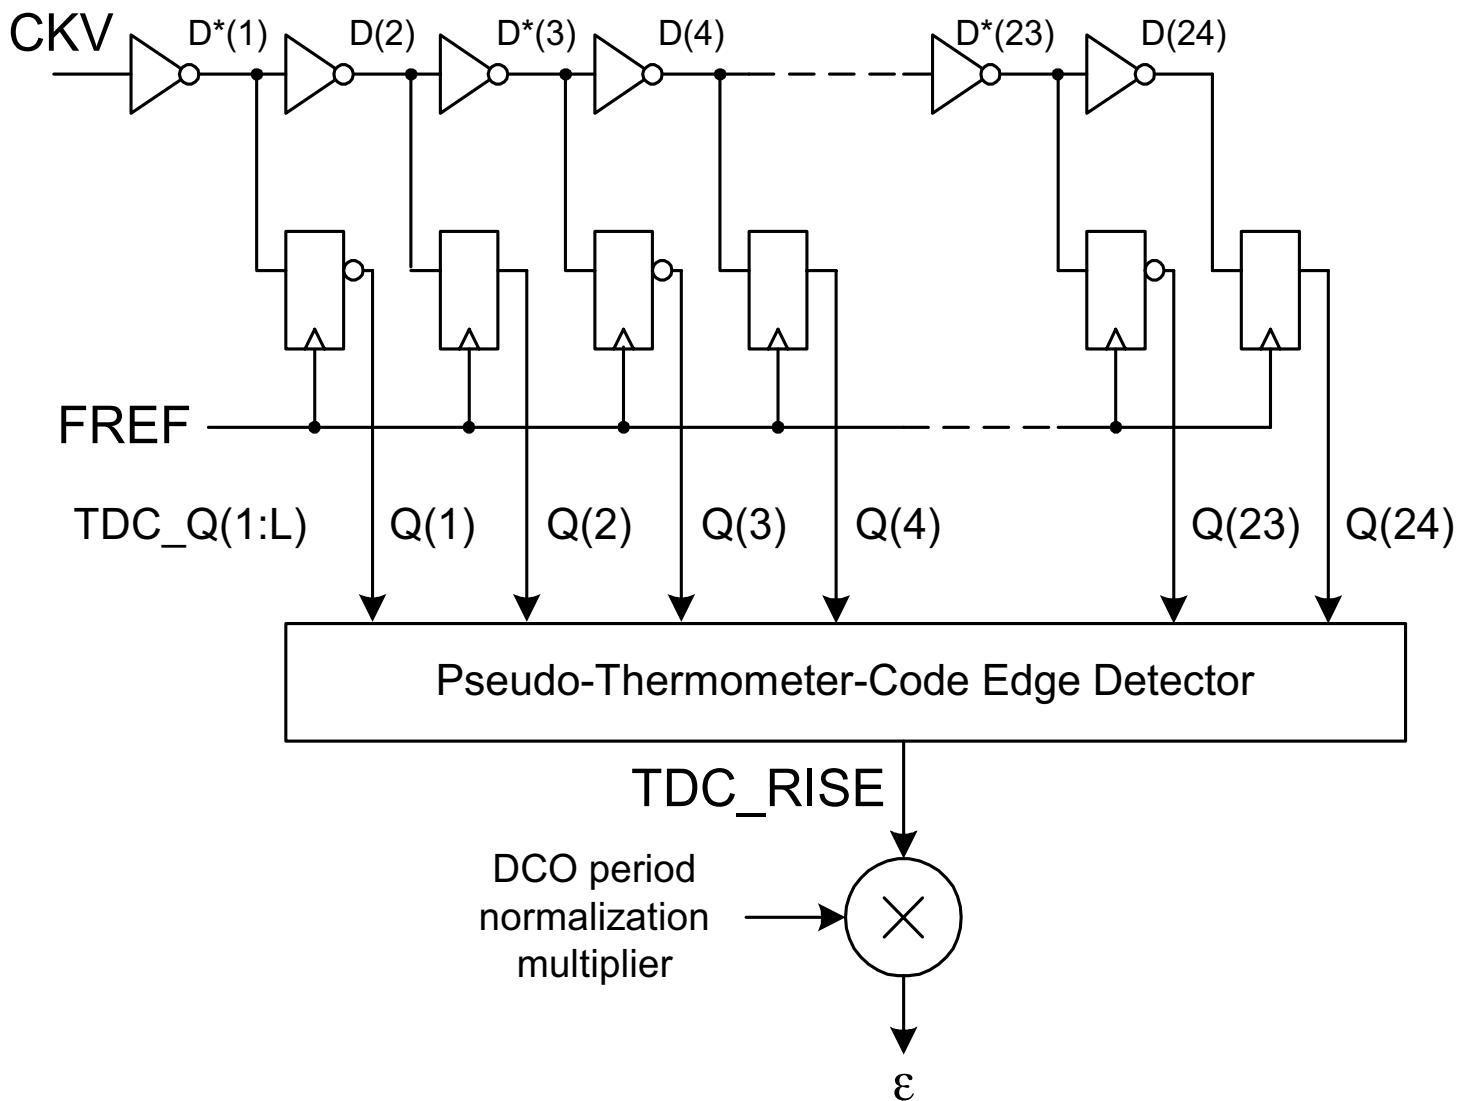 CKV
D*(1)
D(2)
D*(3)
D(4)
D*(23)
D(24)
FREF
TDC_Q(1:L)
Q(1)
Q(2)
Q(3)
Q(4)
Q(23)
Q(24)
Pseudo-Thermometer-Code Edge Detector
TDC_RISE
DCO period
normalization
multiplier
ε